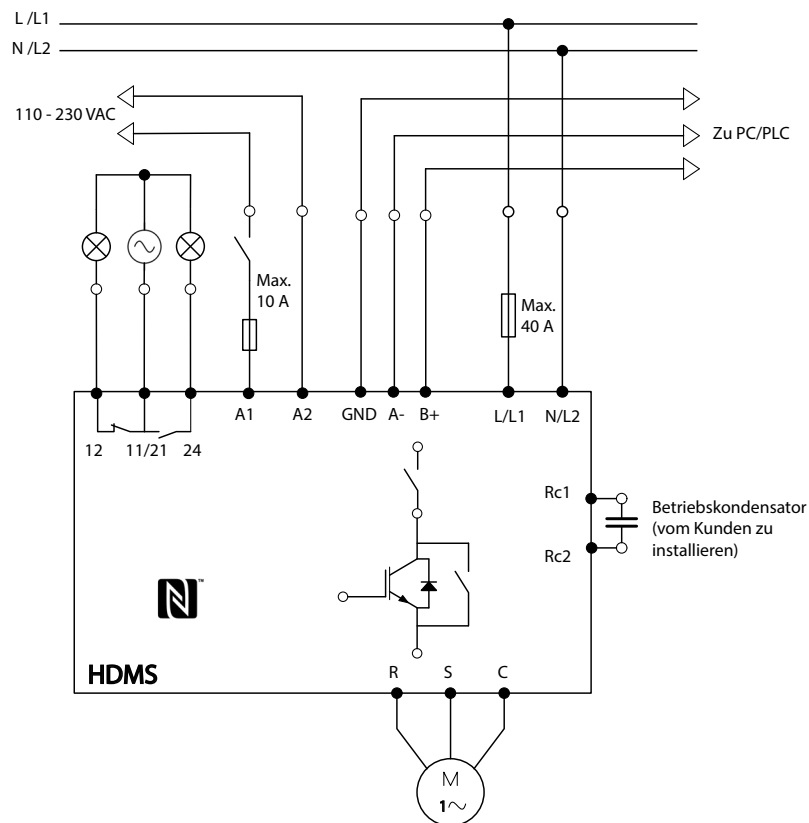 L /L1
N /L2
110 - 230 VAC
Zu PC/PLC
Max.
10 A
Max.
40 A
A1
A2
GND
A-
B+
L/L1
N/L2
12
11/21
24
Rc1
Betriebskondensator
(vom Kunden zu
installieren)
Rc2
N™
HDMS
R
S
C
M
1~